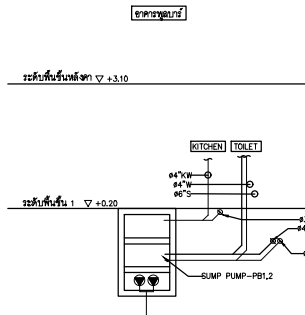 อาคารพูลบาร์
ระดับพื้นชั้นหลังคา ▽ +3.10
KITCHEN TOILET
ø4"KW
ø4"W
ø6"S
ระดับพื้นชั้น 1 ▽ +0.20
SUMP PUMP-PB1,2